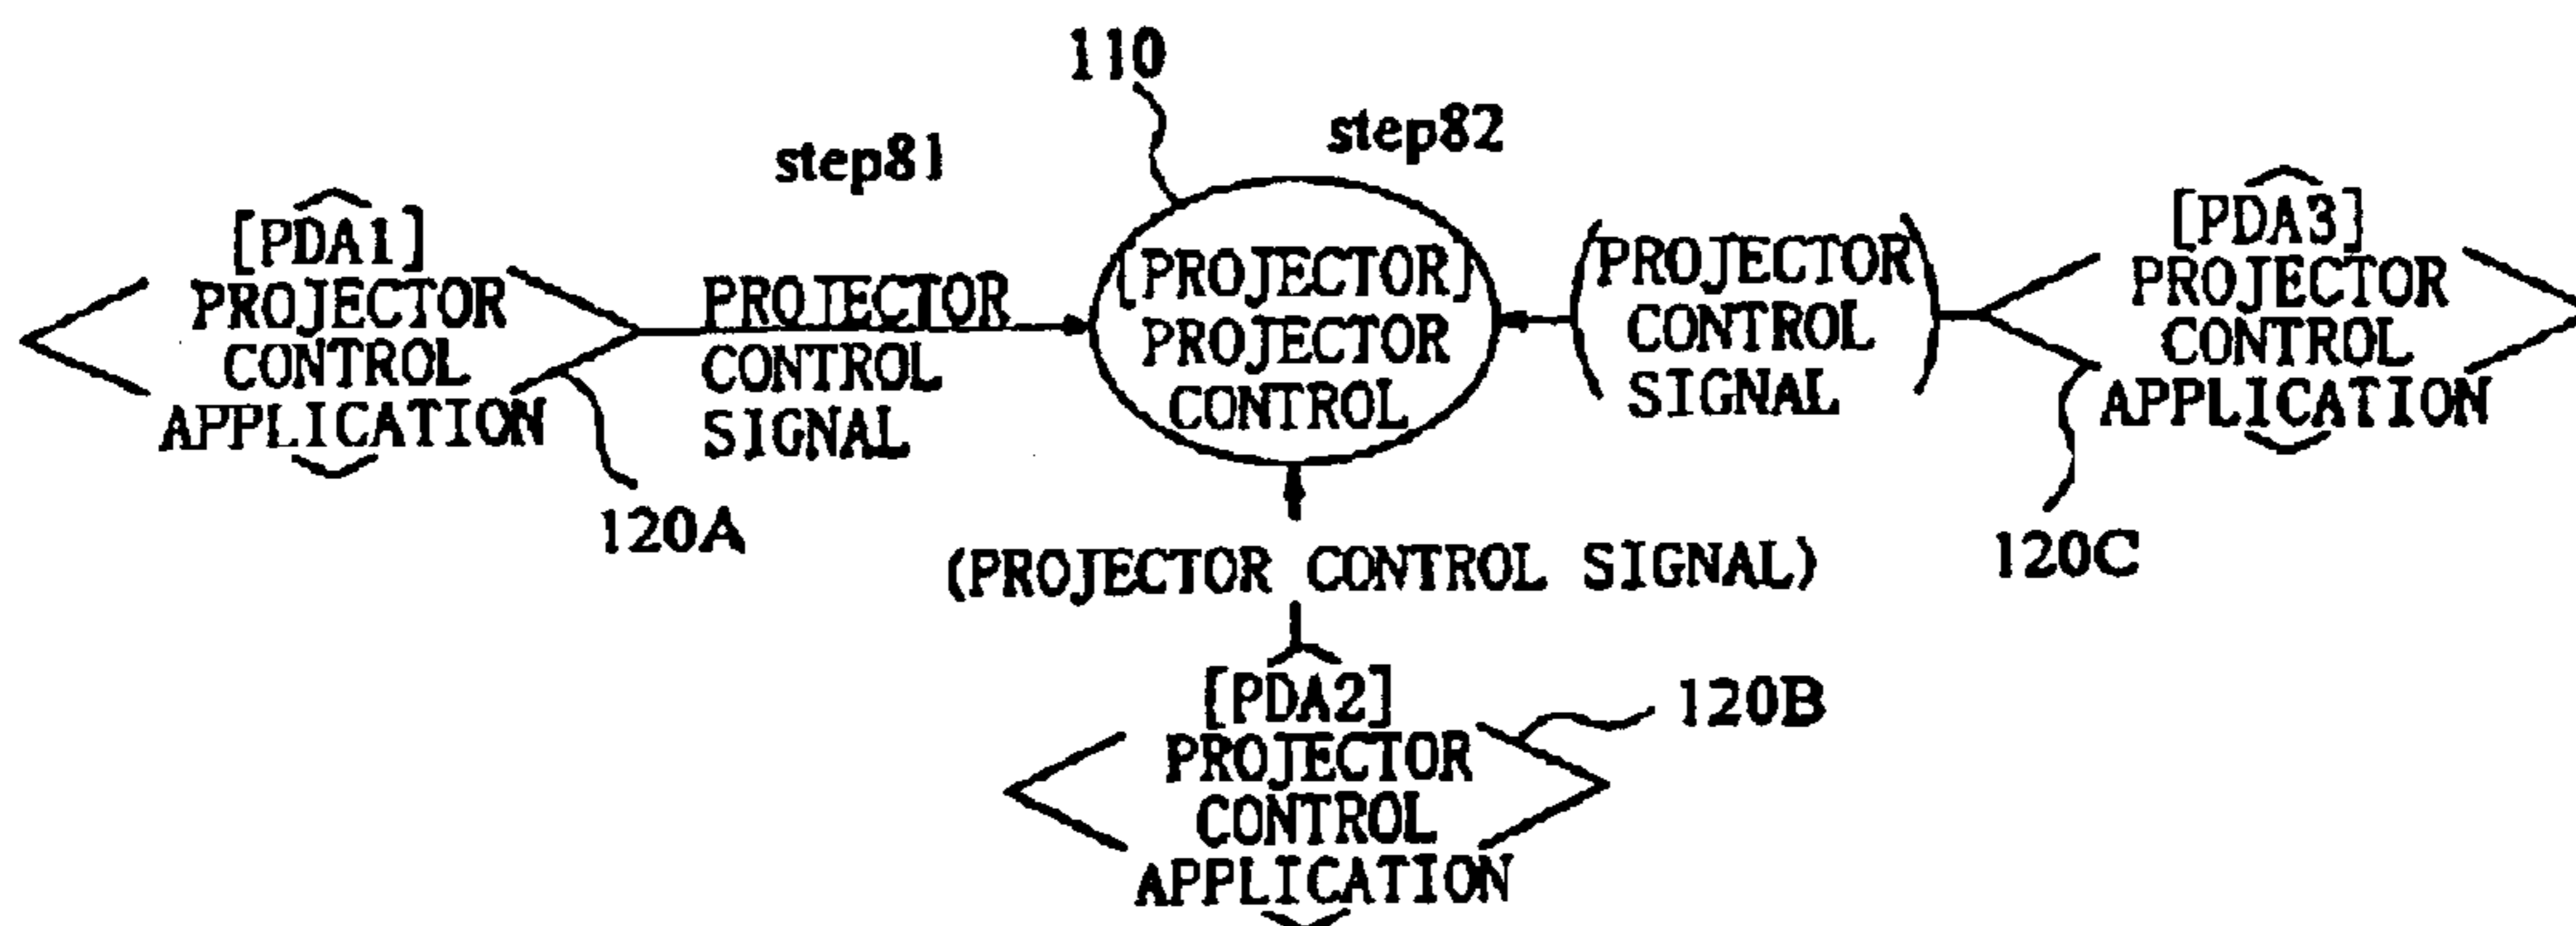 110
step81
step82
[PDA1]
PROJECTOR
CONTROL
APPLICATION
120A
PROJECTOR
CONTROL
SIGNAL
[PROJECTOR]
PROJECTOR
CONTROL
(PROJECTOR
CONTROL
SIGNAL)
[PDA3]
PROJECTOR
CONTROL
APPLICATION
120C
(PROJECTOR CONTROL SIGNAL)
[PDA2]
PROJECTOR
CONTROL
APPLICATION
120B